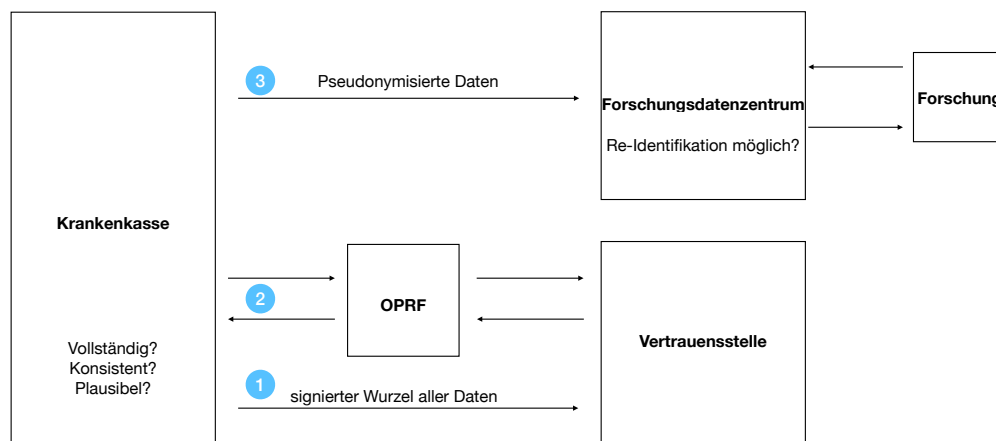 3
Pseudonymisierte Daten
Forschungsdatenzentrum
Re-Identifikation möglich?
Forschung
Krankenkasse
2
OPRF
Vollständig?
Konsistent?
Plausibel?
Vertrauensstelle
1
signierter Wurzel aller Daten